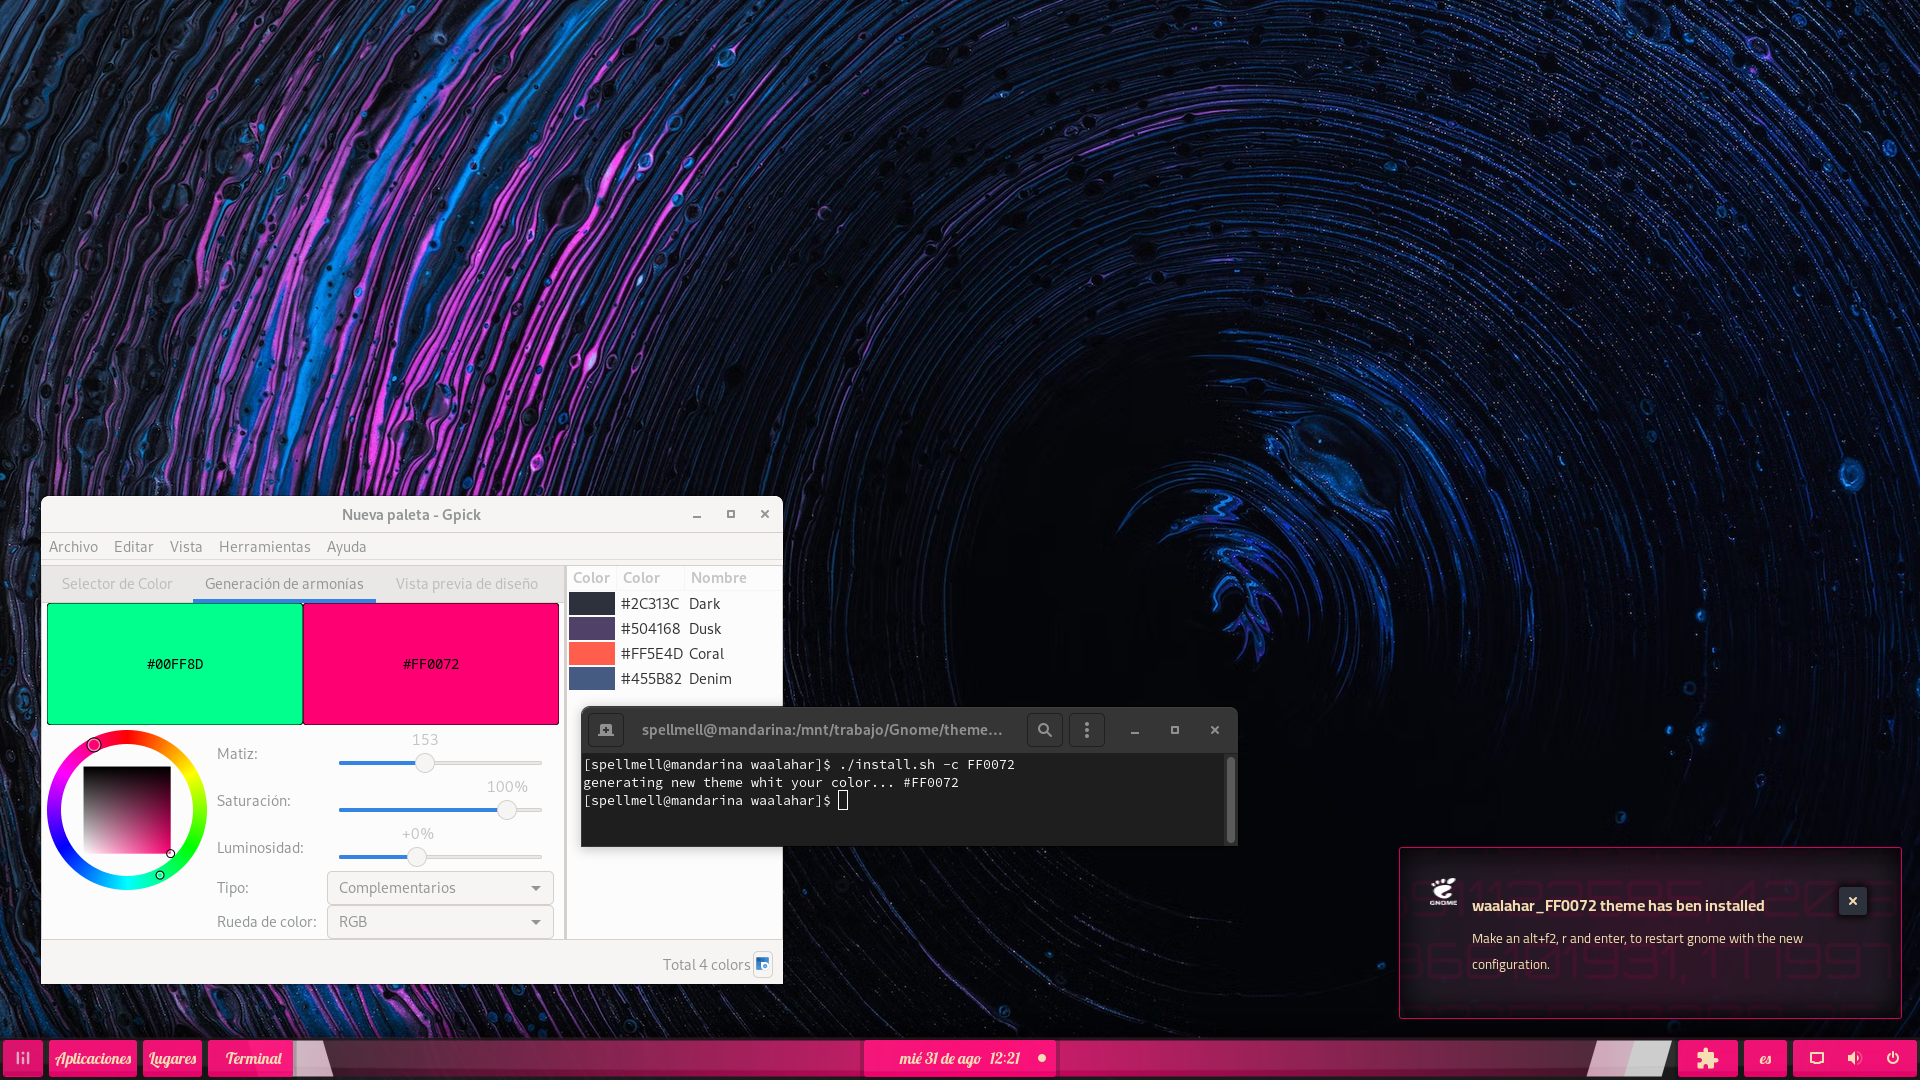 Nueva paleta - Gpick
Archivo Editar Vista Herramientas Ayuda
Selector de Color Generación de armonías Vista previa de diseño
#00FF8D #FF0072
Matiz: 153
Saturación: 100%
Luminosidad: +0%
Tipo: Complementarios
Rueda de color: RGB
Color Color Nombre
#2C313C Dark
#504168 Dusk
#FF5E4D Coral
#455B82 Denim
Total 4 colors
spellmell@mandarina:/mnt/trabajo/Gnome/theme...
[spellmell@mandarina waalahar]$ ./install.sh -c FF0072
generating new theme whit your color... #FF0072
[spellmell@mandarina waalahar]$
GNOME
waalahar_FF0072 theme has ben installed
Make an alt+f2, r and enter, to restart gnome with the new
configuration.
Aplicaciones Lugares Terminal mié 31 de ago 12:21 es